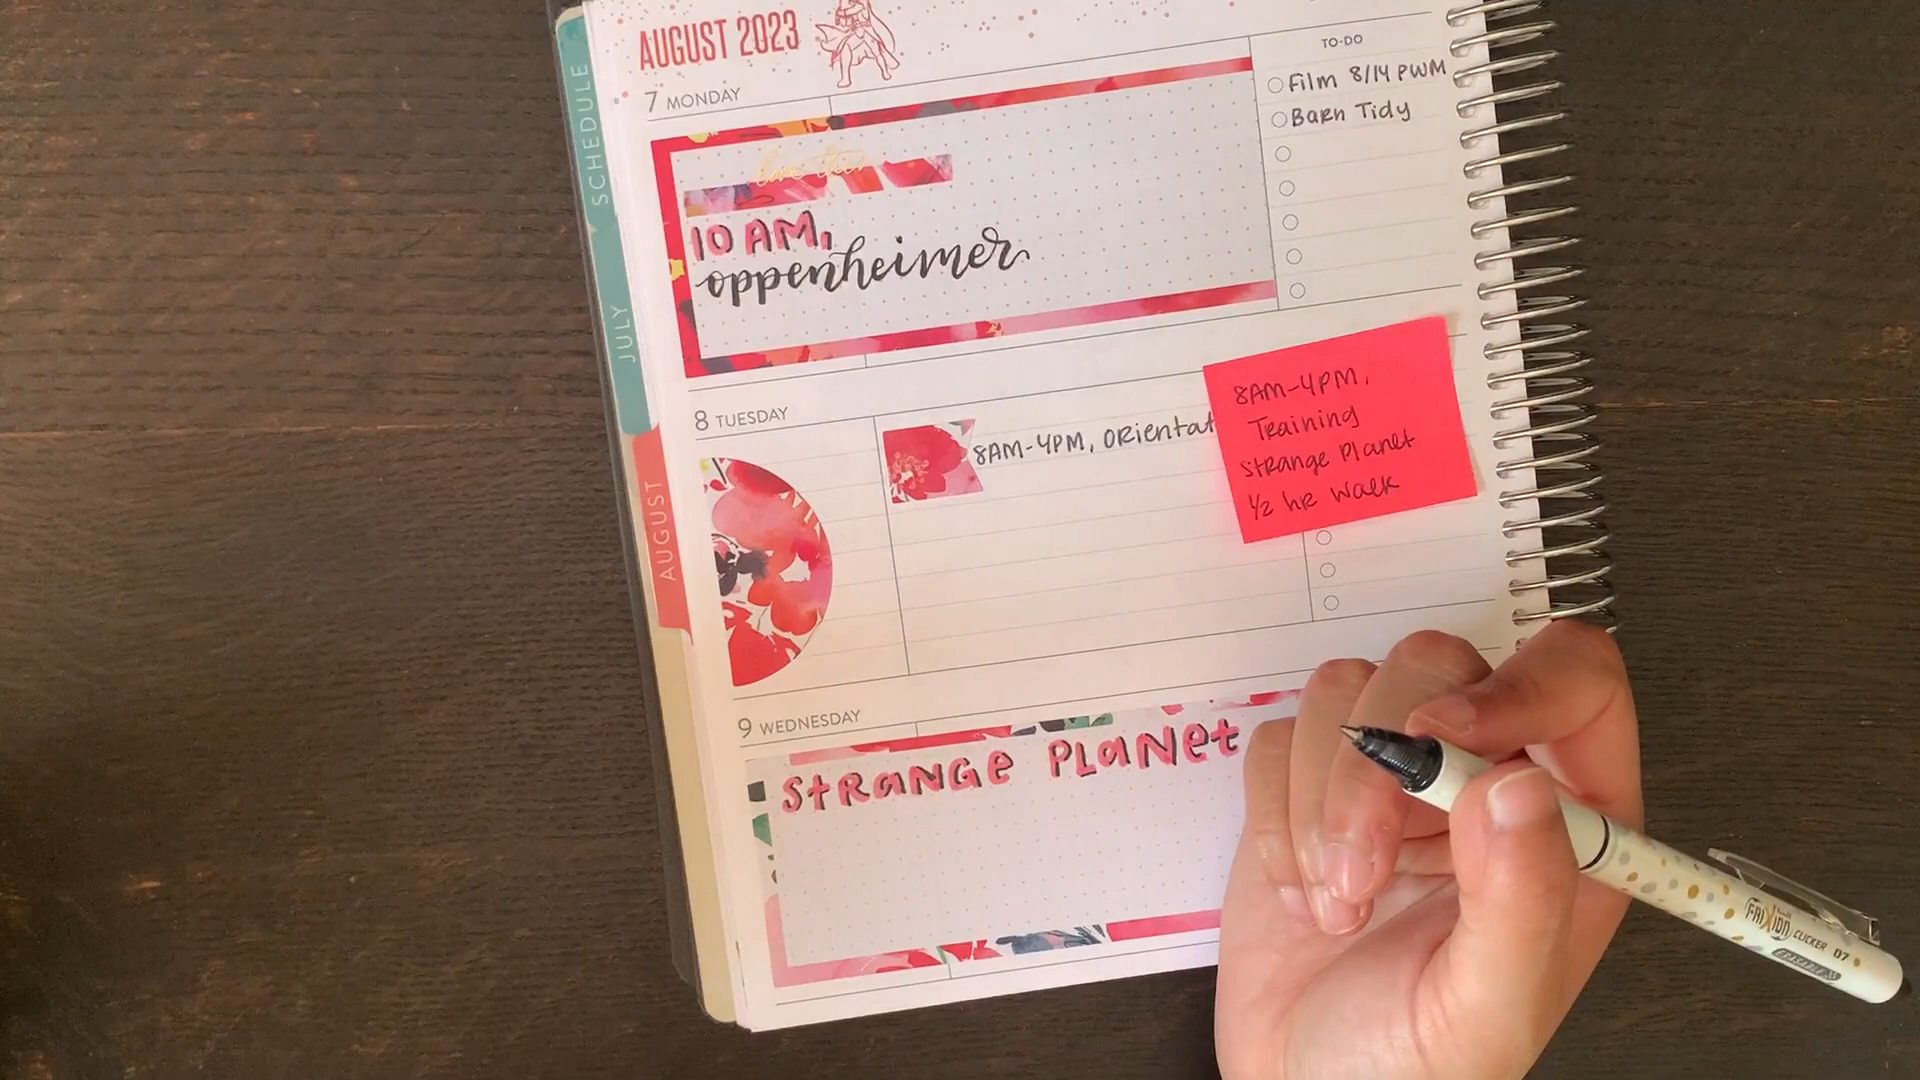 AUGUST 2023
7 MONDAY
TO-DO
Film 8/14 PWM
Barn Tidy
10 AM,
oppenheimer
8 TUESDAY
8AM-4PM, Orientat
8AM-4PM,
Training
Strange Planet
1/2 hr walk
9 WEDNESDAY
STRANGE PLANET
SCHEDULE
JULY
AUGUST
FRIXION CLICKER 07
ERASABLE